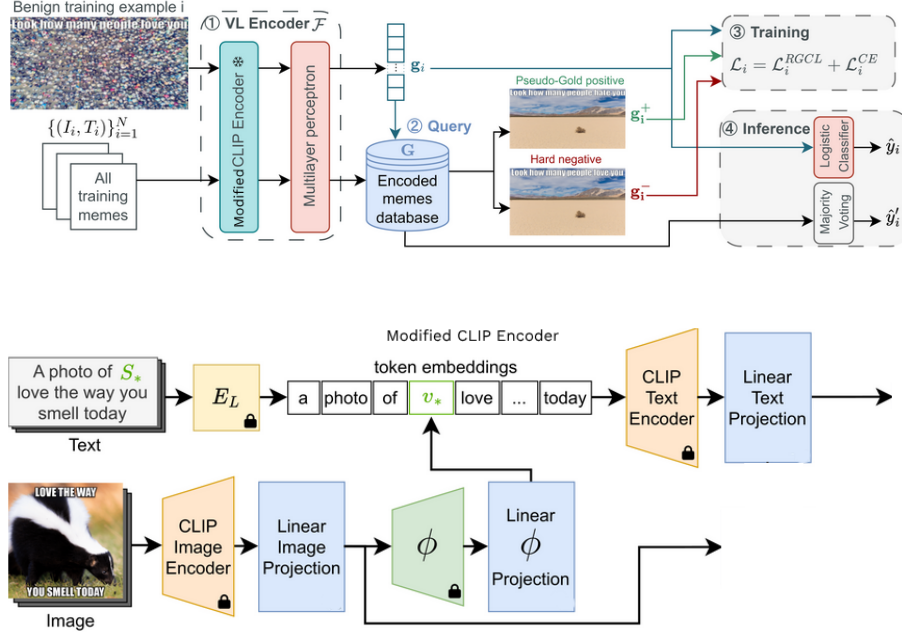 Benign training example i
Look how many people love you
{(I_i, T_i)}_{i=1}^N
All
training
memes
① VL Encoder F
Modified CLIP Encoder ❄
Multilayer perceptron
g_i
② Query
G
Encoded
memes
database
Pseudo-Gold positive
Look how many people hate you
g_i^+
Hard negative
Look how many people love you
g_i^-
③ Training
L_i = L_i^{RGCL} + L_i^{CE}
④ Inference
Logistic
Classifier
ŷ_i
Majority
Voting
ŷ'_i
Modified CLIP Encoder
A photo of S_*
love the way you
smell today
Text
E_L
token embeddings
a photo of v_* love ... today
CLIP
Text
Encoder
Linear
Text
Projection
LOVE THE WAY
YOU SMELL TODAY
Image
CLIP
Image
Encoder
Linear
Image
Projection
ϕ
Linear
ϕ
Projection